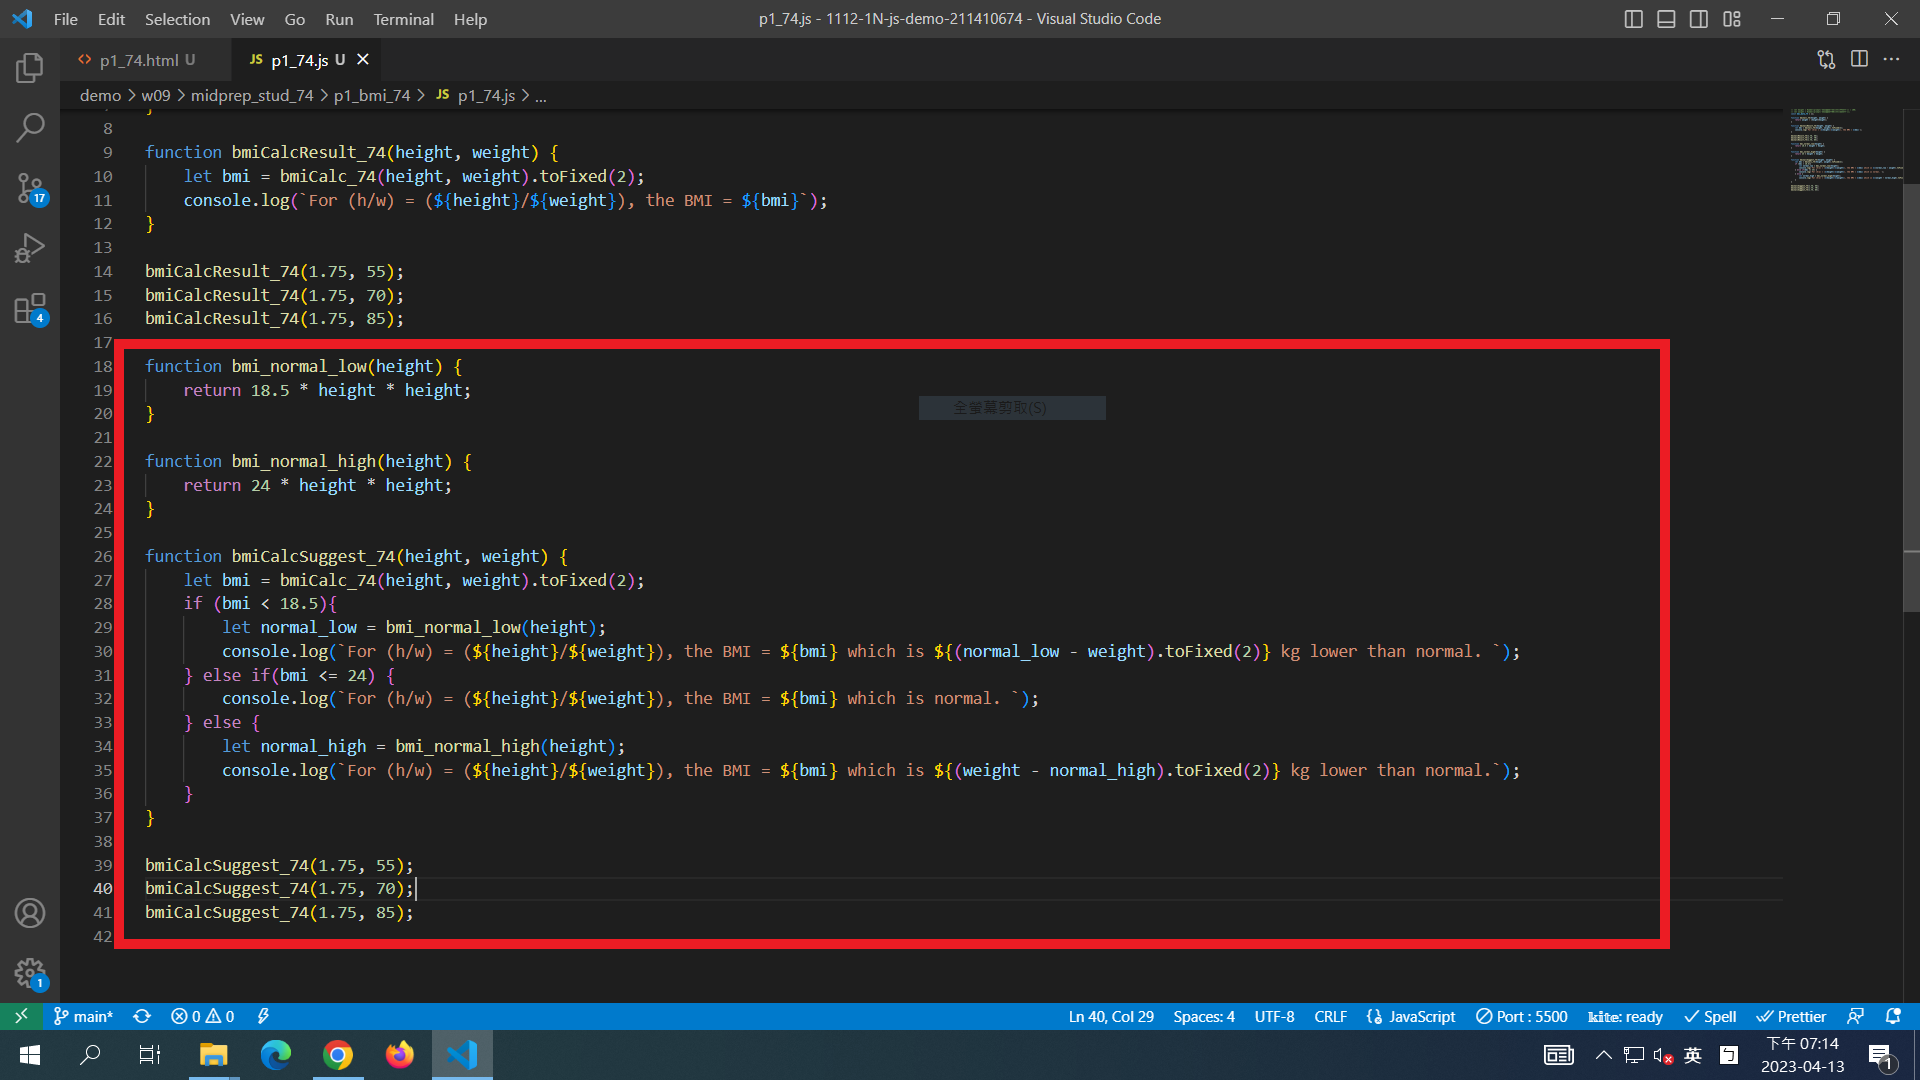 File Edit Selection View Go Run Terminal Help
p1_74.js - 1112-1N-js-demo-211410674 - Visual Studio Code
<> p1_74.html U
JS p1_74.js U
demo > w09 > midprep_stud_74 > p1_bmi_74 > JS p1_74.js > ...
}
8
9 function bmiCalcResult_74(height, weight) {
10 let bmi = bmiCalc_74(height, weight).toFixed(2);
11 console.log(`For (h/w) = (${height}/${weight}), the BMI = ${bmi}`);
12 }
13
14 bmiCalcResult_74(1.75, 55);
15 bmiCalcResult_74(1.75, 70);
16 bmiCalcResult_74(1.75, 85);
17
18 function bmi_normal_low(height) {
19 return 18.5 * height * height;
20 }
全螢幕剪取(S)
21
22 function bmi_normal_high(height) {
23 return 24 * height * height;
24 }
25
26 function bmiCalcSuggest_74(height, weight) {
27 let bmi = bmiCalc_74(height, weight).toFixed(2);
28 if (bmi < 18.5){
29 let normal_low = bmi_normal_low(height);
30 console.log(`For (h/w) = (${height}/${weight}), the BMI = ${bmi} which is ${(normal_low - weight).toFixed(2)} kg lower than normal. `);
31 } else if(bmi <= 24) {
32 console.log(`For (h/w) = (${height}/${weight}), the BMI = ${bmi} which is normal. `);
33 } else {
34 let normal_high = bmi_normal_high(height);
35 console.log(`For (h/w) = (${height}/${weight}), the BMI = ${bmi} which is ${(weight - normal_high).toFixed(2)} kg lower than normal.`);
36 }
37 }
38
39 bmiCalcSuggest_74(1.75, 55);
40 bmiCalcSuggest_74(1.75, 70);
41 bmiCalcSuggest_74(1.75, 85);
42
17
4
1
main* 0 0 Ln 40, Col 29 Spaces: 4 UTF-8 CRLF JavaScript Port : 5500 kite: ready Spell Prettier
英
下午 07:14
2023-04-13
1